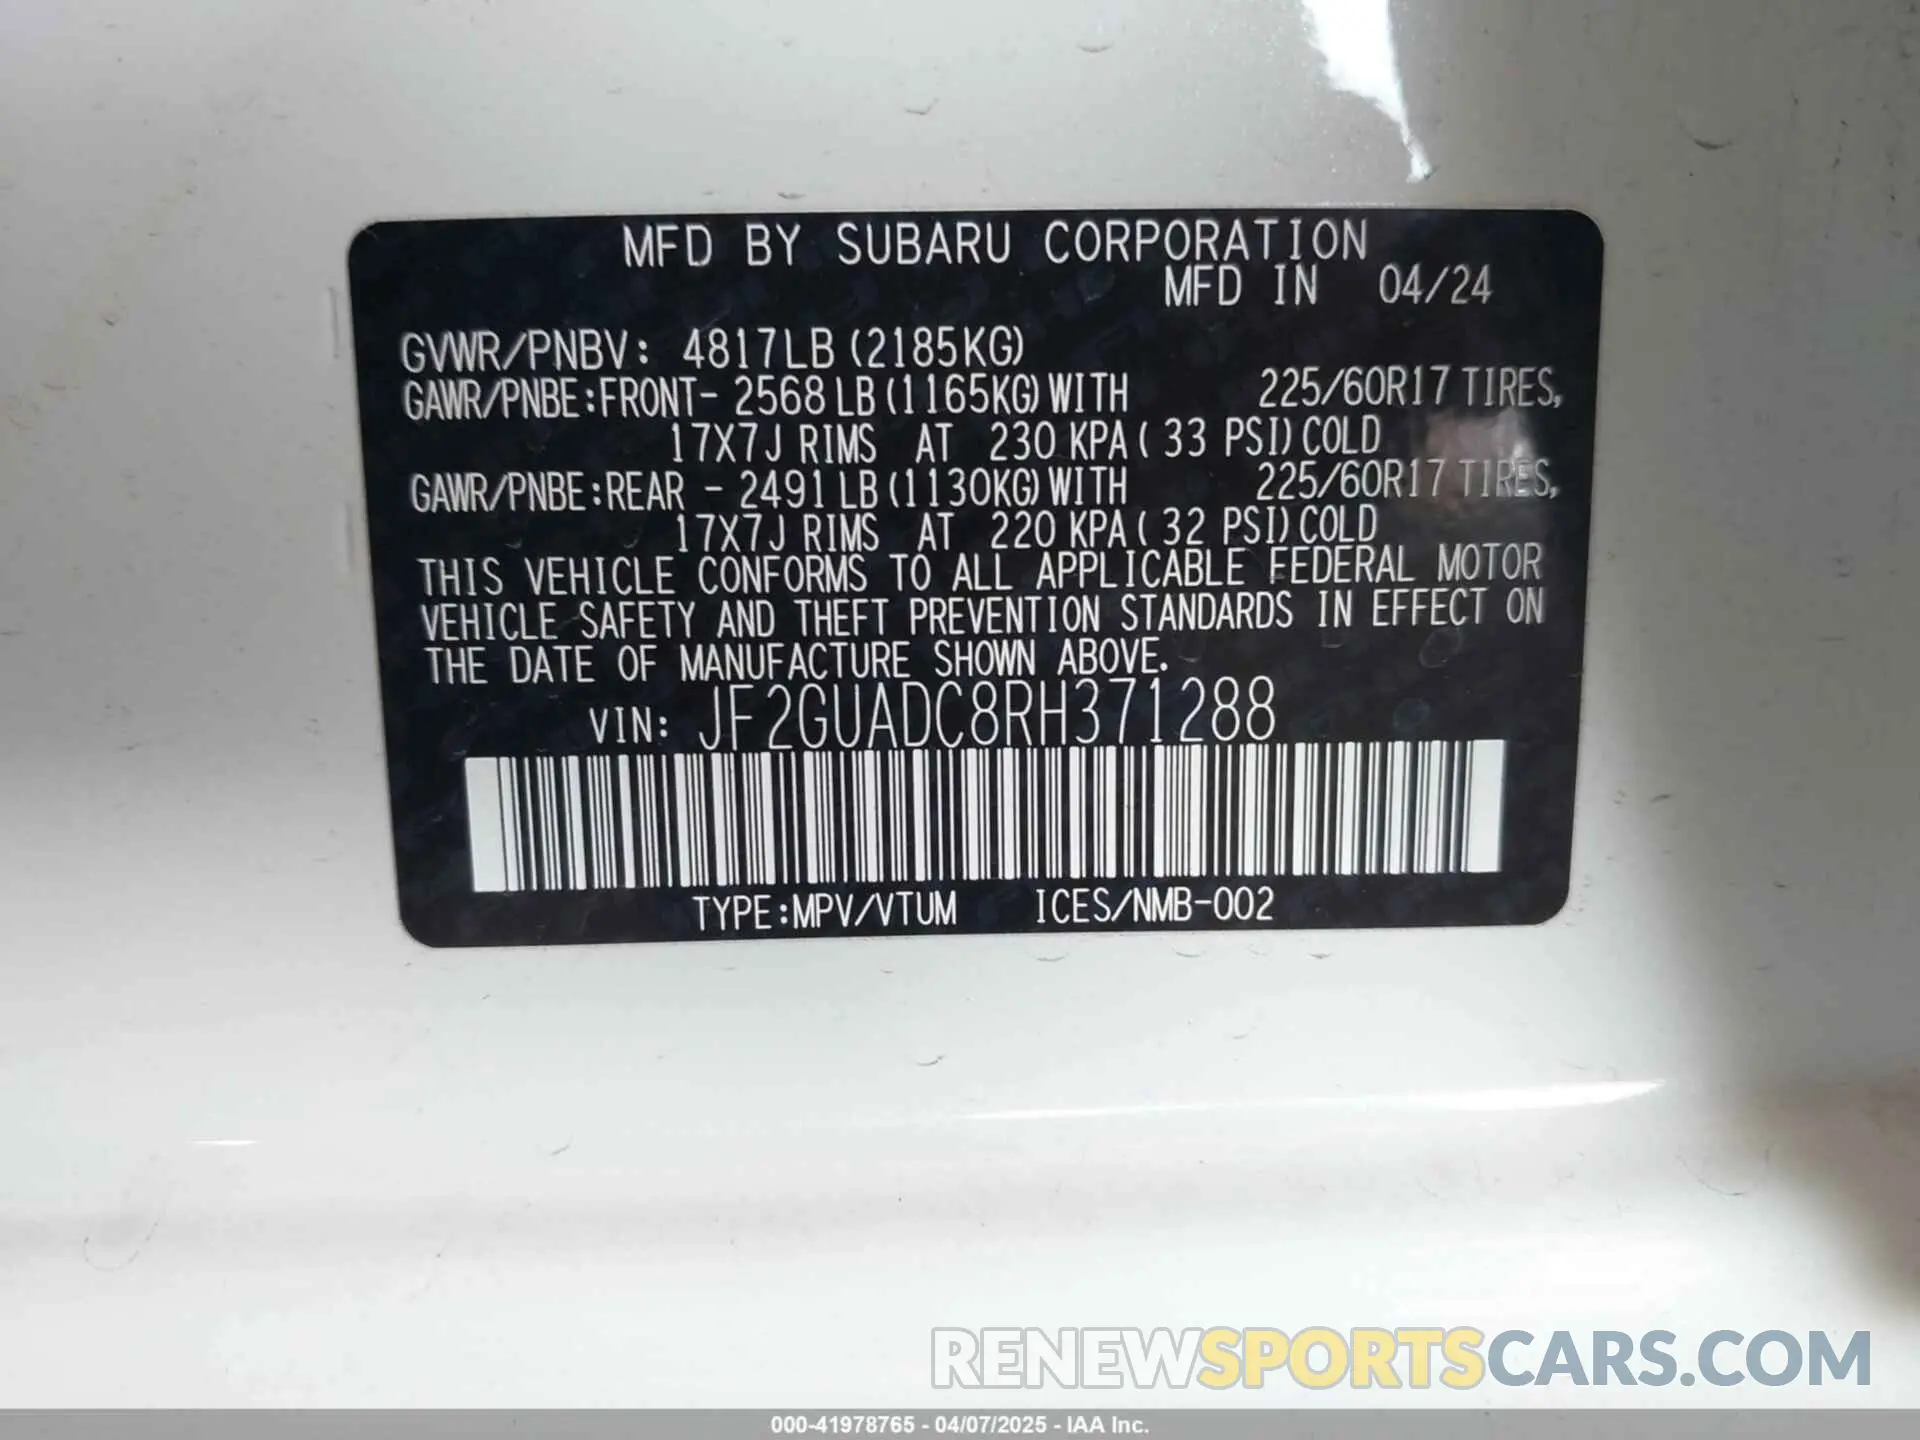 MFD BY SUBARU CORPORATION
MFD IN 04/24
GVWR/PNBV: 4817LB (2185KG)
GAWR/PNBE:FRONT- 2568LB (1165KG) WITH 225/60R17 TIRES,
17X7J RIMS AT 230 KPA ( 33 PSI) COLD
GAWR/PNBE:REAR - 2491LB (1130KG) WITH 225/60R17 TIRES,
17X7J RIMS AT 220 KPA ( 32 PSI) COLD
THIS VEHICLE CONFORMS TO ALL APPLICABLE FEDERAL MOTOR
VEHICLE SAFETY AND THEFT PREVENTION STANDARDS IN EFFECT ON
THE DATE OF MANUFACTURE SHOWN ABOVE.
VIN: JF2GUADC8RH371288
TYPE:MPV/VTUM ICES/NMB-002
RENEWSPORTSCARS.COM
000-41978765 - 04/07/2025 - IAA Inc.